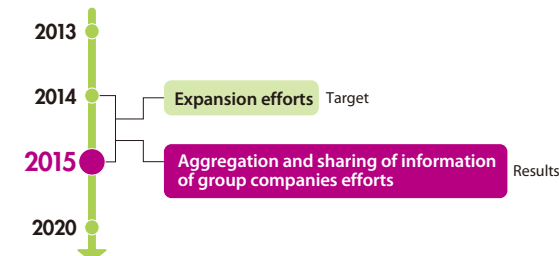 2013
2014
Expansion efforts Target
2015
Aggregation and sharing of information
of group companies efforts
Results
2020